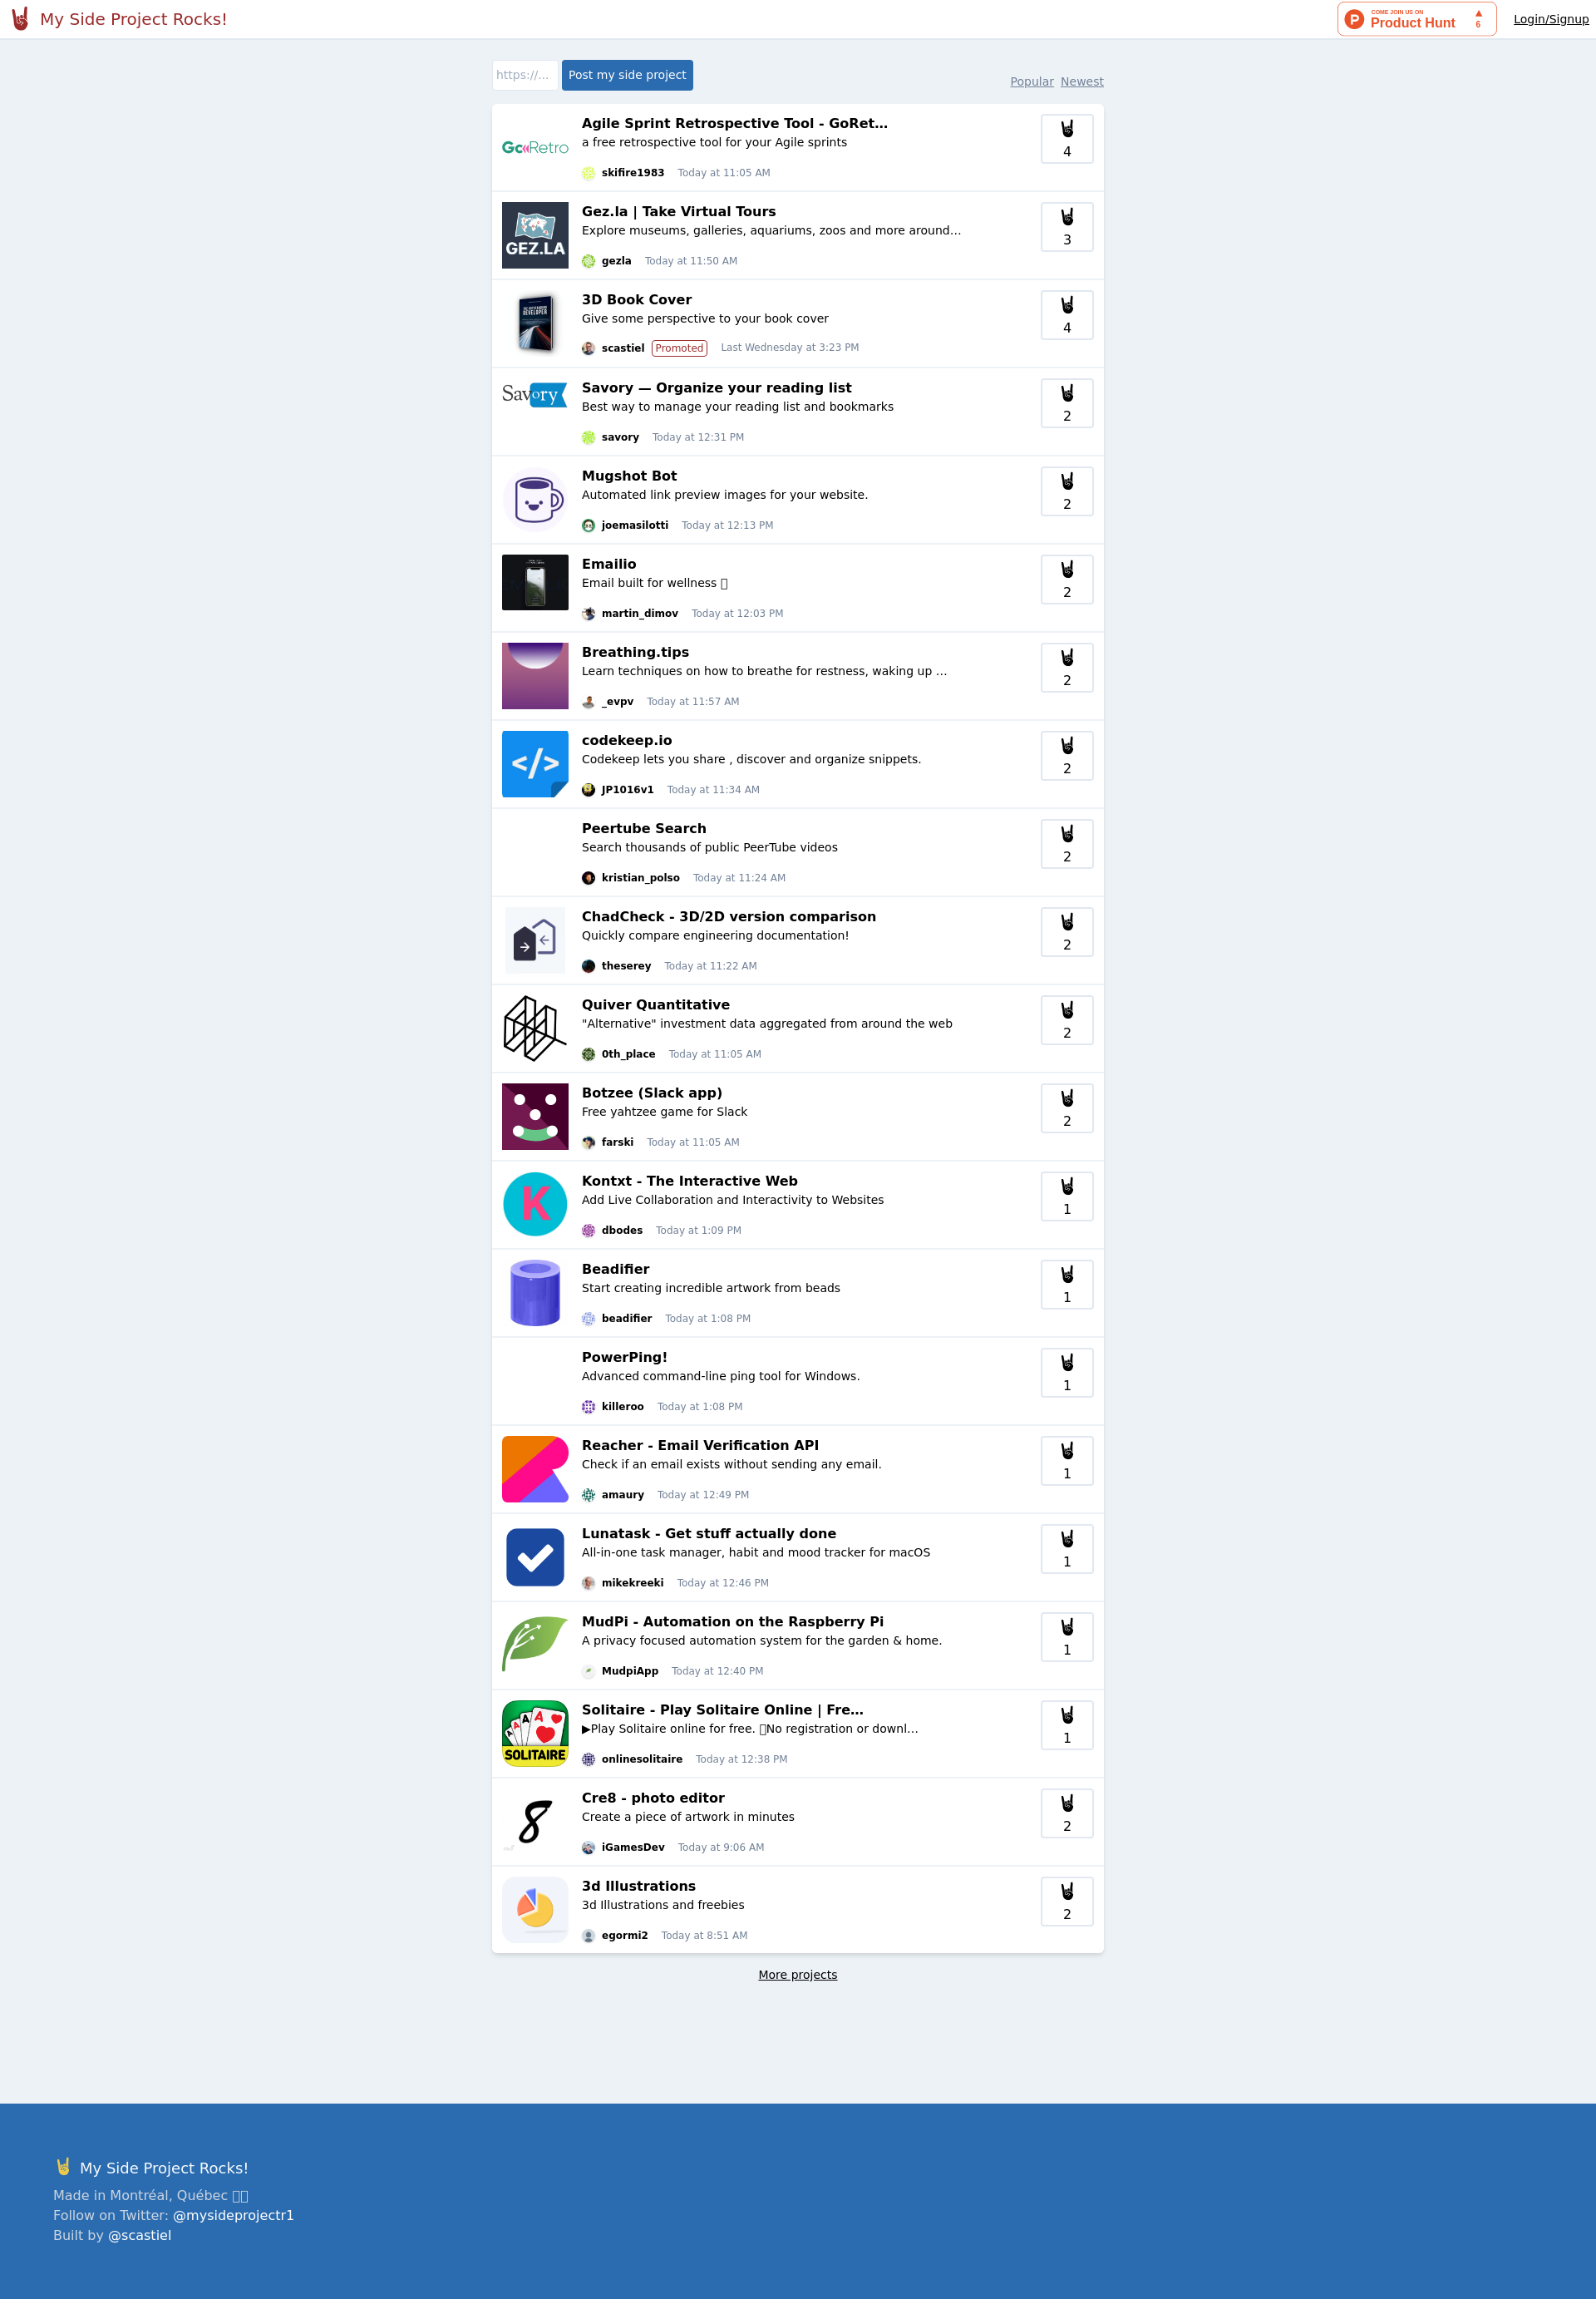 My Side Project Rocks!
COME JOIN US ON
Product Hunt
▲
6
Login/Signup
https://...
Post my side project
Popular Newest
GoRetro
Agile Sprint Retrospective Tool - GoRet…
a free retrospective tool for your Agile sprints
skifire1983 Today at 11:05 AM
4
GEZ.LA
Gez.la | Take Virtual Tours
Explore museums, galleries, aquariums, zoos and more around…
gezla Today at 11:50 AM
3
DEVELOPER
3D Book Cover
Give some perspective to your book cover
scastiel Promoted Last Wednesday at 3:23 PM
4
Savory
Savory — Organize your reading list
Best way to manage your reading list and bookmarks
savory Today at 12:31 PM
2
Mugshot Bot
Automated link preview images for your website.
joemasilotti Today at 12:13 PM
2
Emailio
Email built for wellness
martin_dimov Today at 12:03 PM
2
Breathing.tips
Learn techniques on how to breathe for restness, waking up …
_evpv Today at 11:57 AM
2
</>
codekeep.io
Codekeep lets you share , discover and organize snippets.
JP1016v1 Today at 11:34 AM
2
Peertube Search
Search thousands of public PeerTube videos
kristian_polso Today at 11:24 AM
2
ChadCheck - 3D/2D version comparison
Quickly compare engineering documentation!
theserey Today at 11:22 AM
2
Quiver Quantitative
"Alternative" investment data aggregated from around the web
0th_place Today at 11:05 AM
2
Botzee (Slack app)
Free yahtzee game for Slack
farski Today at 11:05 AM
2
K
Kontxt - The Interactive Web
Add Live Collaboration and Interactivity to Websites
dbodes Today at 1:09 PM
1
Beadifier
Start creating incredible artwork from beads
beadifier Today at 1:08 PM
1
PowerPing!
Advanced command-line ping tool for Windows.
killeroo Today at 1:08 PM
1
Reacher - Email Verification API
Check if an email exists without sending any email.
amaury Today at 12:49 PM
1
Lunatask - Get stuff actually done
All-in-one task manager, habit and mood tracker for macOS
mikekreeki Today at 12:46 PM
1
MudPi - Automation on the Raspberry Pi
A privacy focused automation system for the garden & home.
MudpiApp Today at 12:40 PM
1
A A A A
SOLITAIRE
Solitaire - Play Solitaire Online | Fre…
▶Play Solitaire online for free. No registration or downl…
onlinesolitaire Today at 12:38 PM
1
8
Cre8 - photo editor
Create a piece of artwork in minutes
iGamesDev Today at 9:06 AM
2
3d Illustrations
3d Illustrations and freebies
egormi2 Today at 8:51 AM
2
More projects
My Side Project Rocks!
Made in Montréal, Québec
Follow on Twitter: @mysideprojectr1
Built by @scastiel